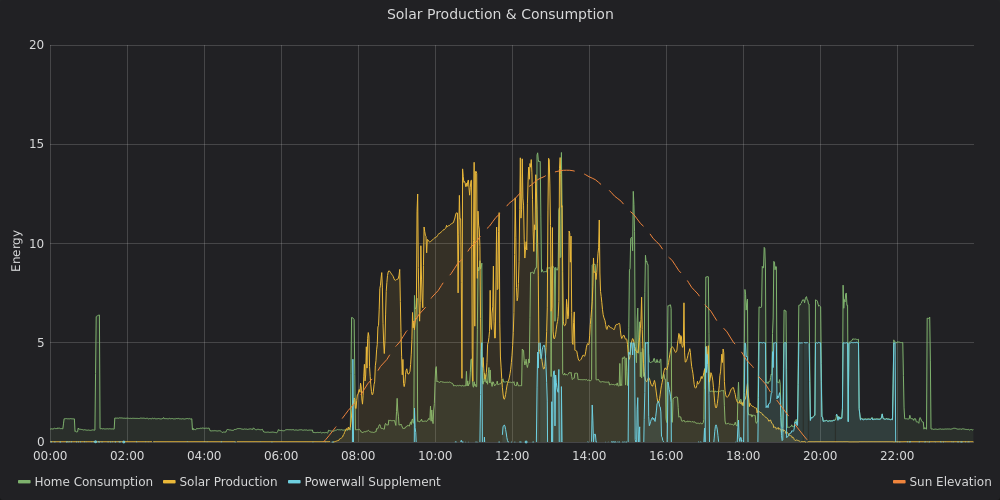 Solar Production & Consumption
20
15
10
5
0
Energy
00:00 02:00 04:00 06:00 08:00 10:00 12:00 14:00 16:00 18:00 20:00 22:00
Home Consumption Solar Production Powerwall Supplement Sun Elevation